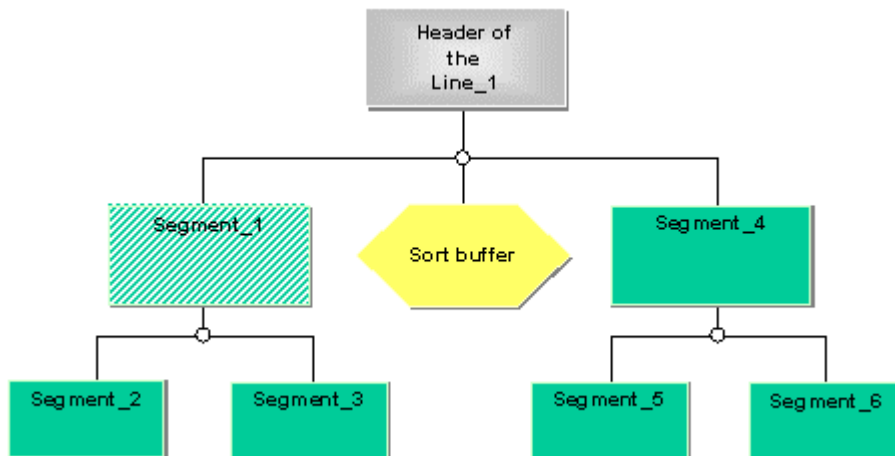 Header of
the
Line_1
Segment_1
Sort buffer
Segment_4
Segment_2
Segment_3
Segment_5
Segment_6